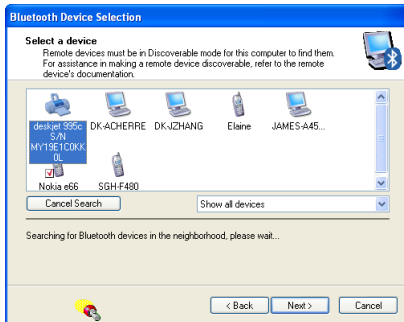 Bluetooth Device Selection
Select a device
Remote devices must be in Discoverable mode for this computer to find them.
For assistance in making a remote device discoverable, refer to the remote
device's documentation.
deskjet 995c
S/N
MY19E1C0KK
0L
DK-ACHERRE
DK-JZHANG
Elaine
JAMES-A45...
Nokia e66
SGH-F480
Cancel Search
Show all devices
Searching for Bluetooth devices in the neighborhood, please wait...
< Back
Next >
Cancel